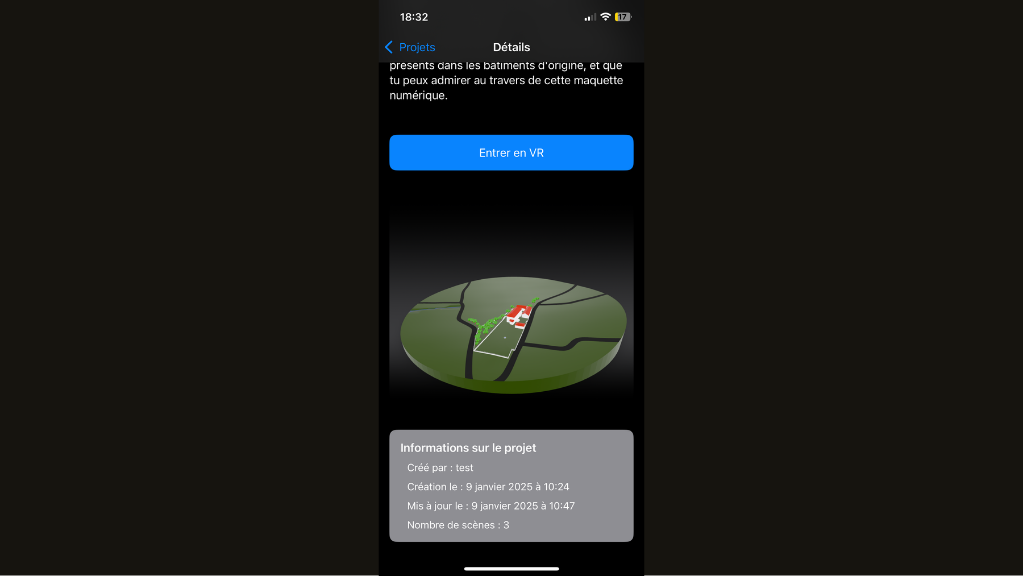 18:32
17
Projets
Détails
présents dans les bâtiments d'origine, et que
tu peux admirer au travers de cette maquette
numérique.
Entrer en VR
Informations sur le projet
Créé par : test
Création le : 9 janvier 2025 à 10:24
Mis à jour le : 9 janvier 2025 à 10:47
Nombre de scènes : 3